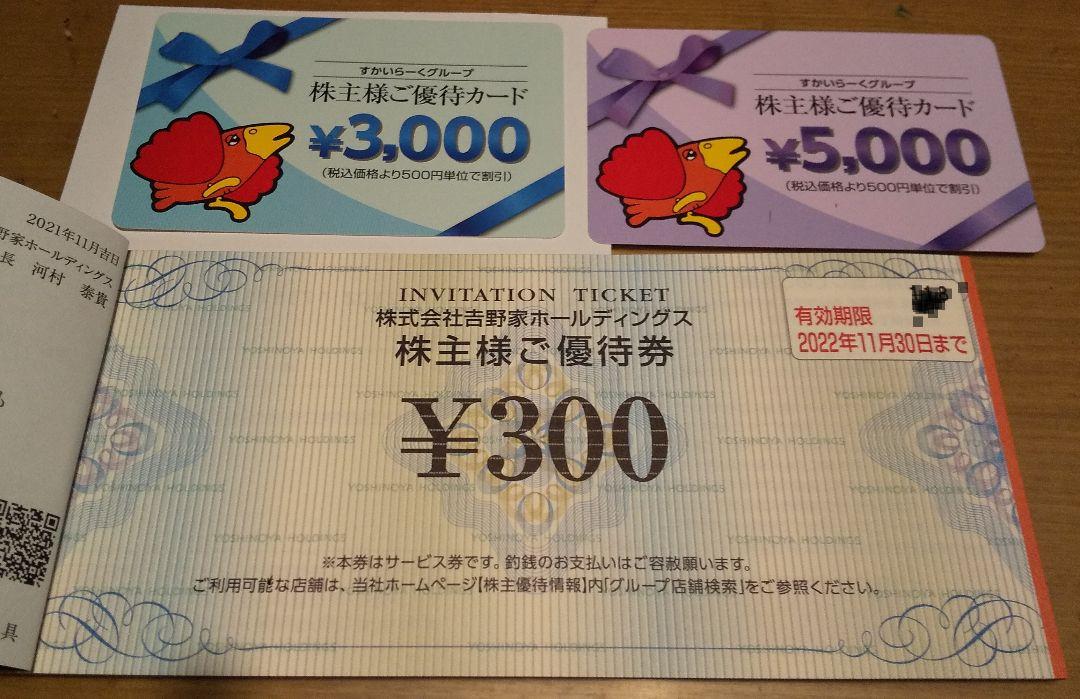 すかいらーくグループ
株主様ご優待カード
¥3,000
(税込価格より500円単位で割引)
すかいらーくグループ
株主様ご優待カード
¥5,000
(税込価格より500円単位で割引)
2021年11月吉日
野家ホールディングス
長 河村 泰貴
具
INVITATION TICKET
株式会社吉野家ホールディングス
株主様ご優待券
¥300
有効期限
2022年11月30日まで
※本券はサービス券です。釣銭のお支払いはご容赦願います。
ご利用可能な店舗は、当社ホームページ【株主優待情報】内「グループ店舗検索」をご参照ください。
YOSHINOYA HOLDINGS